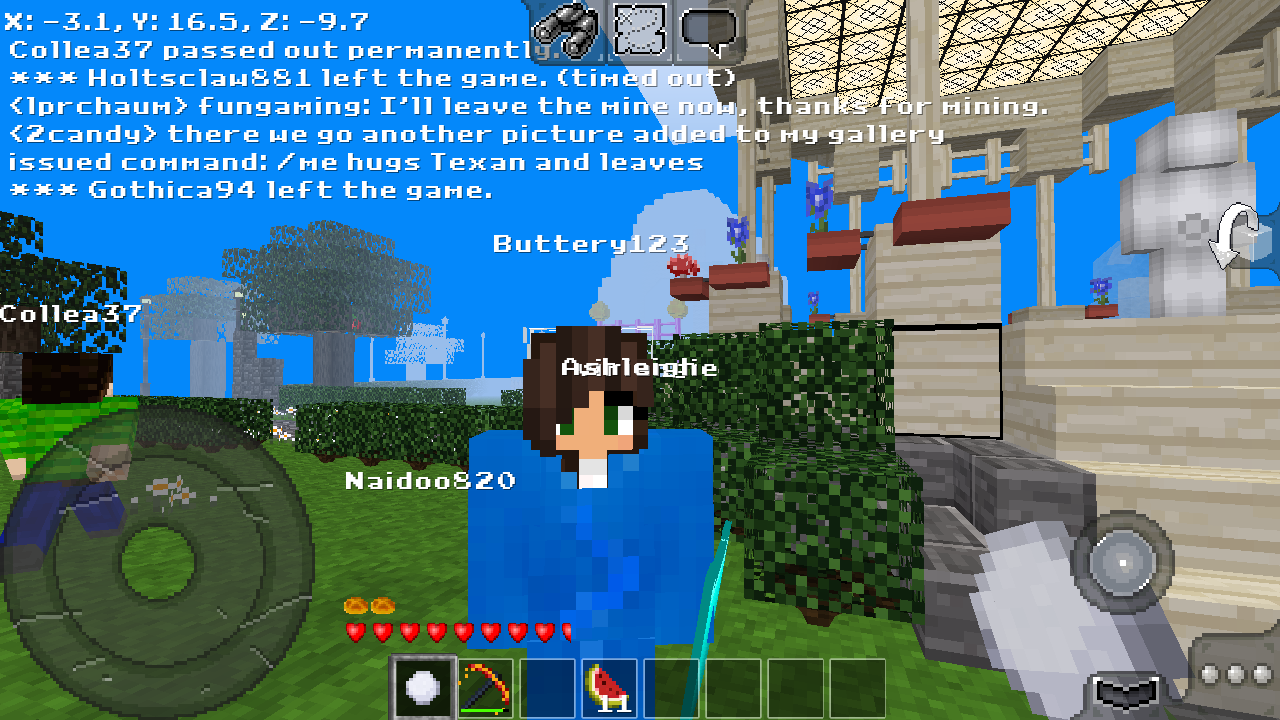 X: -3.1, Y: 16.5, Z: -9.7
Collea37 passed out permanently.
*** Holtsclaw881 left the game. (timed out)
<1prchaum> fungaming: I'll leave the mine now, thanks for mining.
<2candy> there we go another picture added to my gallery
issued command: /me hugs Texan and leaves
*** Gothica94 left the game.
Buttery123
Collea37
Naidoo820
11